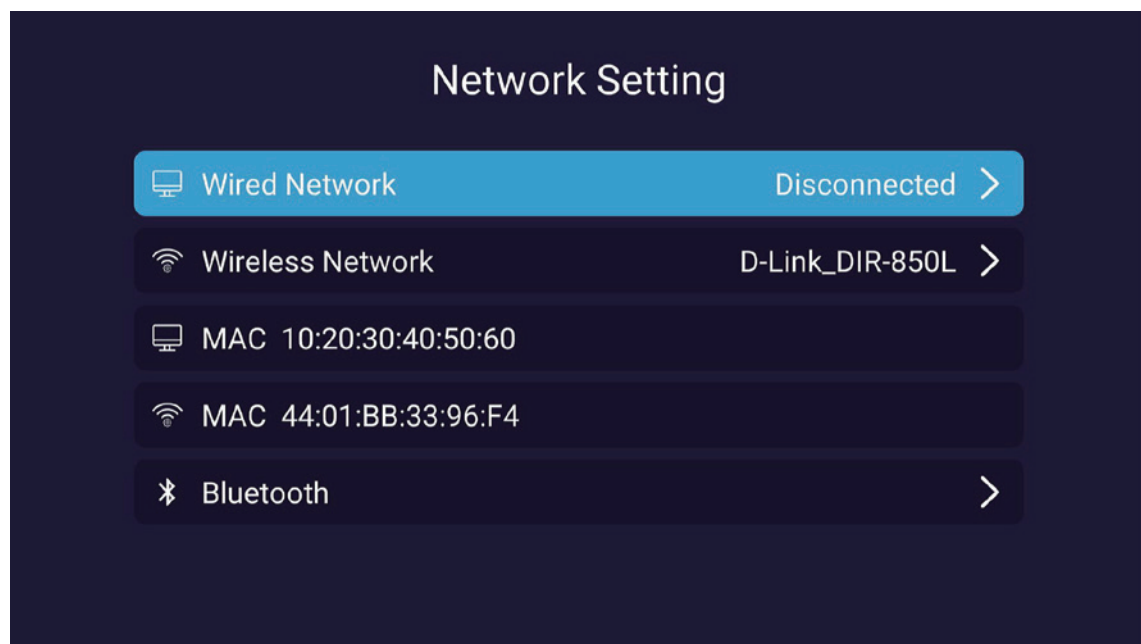 Network Setting
Wired Network Disconnected
Wireless Network D-Link_DIR-850L
MAC 10:20:30:40:50:60
MAC 44:01:BB:33:96:F4
Bluetooth